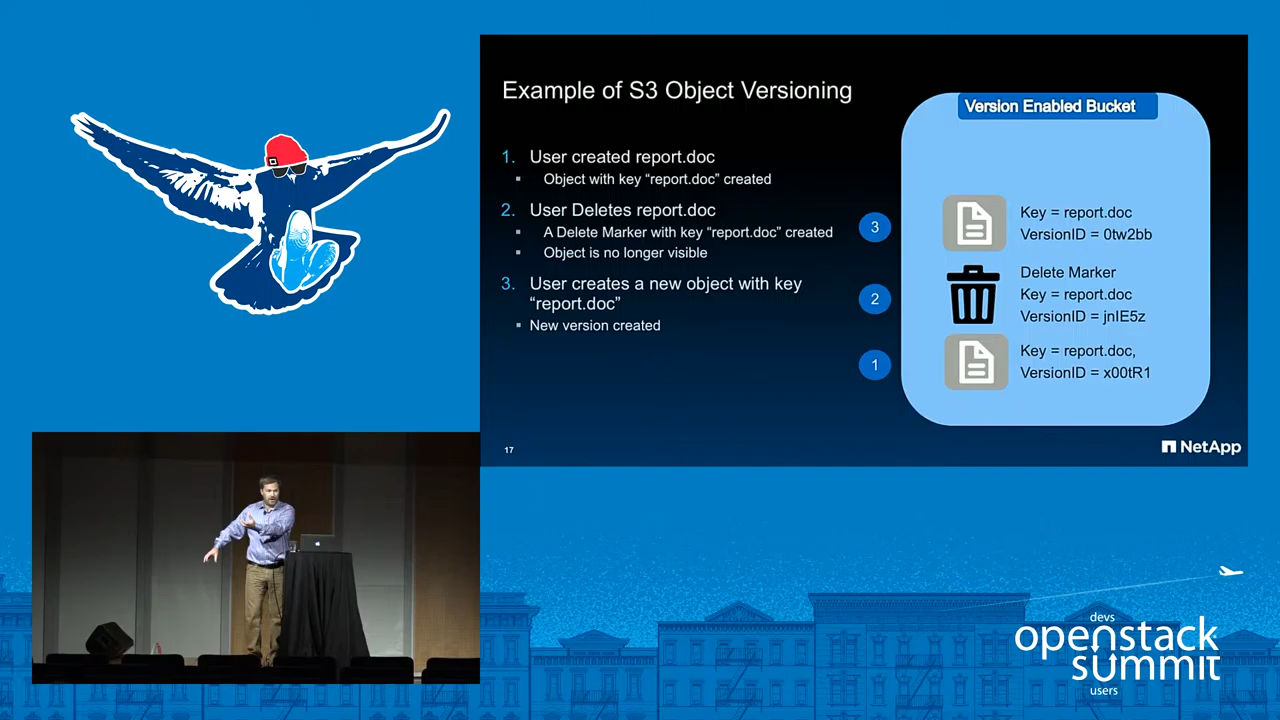 Example of S3 Object Versioning
1. User created report.doc
▪ Object with key “report.doc” created
2. User Deletes report.doc
▪ A Delete Marker with key “report.doc” created
▪ Object is no longer visible
3. User creates a new object with key
“report.doc”
▪ New version created
17
Version Enabled Bucket
3
Key = report.doc
VersionID = 0tw2bb
2
Delete Marker
Key = report.doc
VersionID = jnIE5z
1
Key = report.doc,
VersionID = x00tR1
NetApp
devs
openstack
summit
users